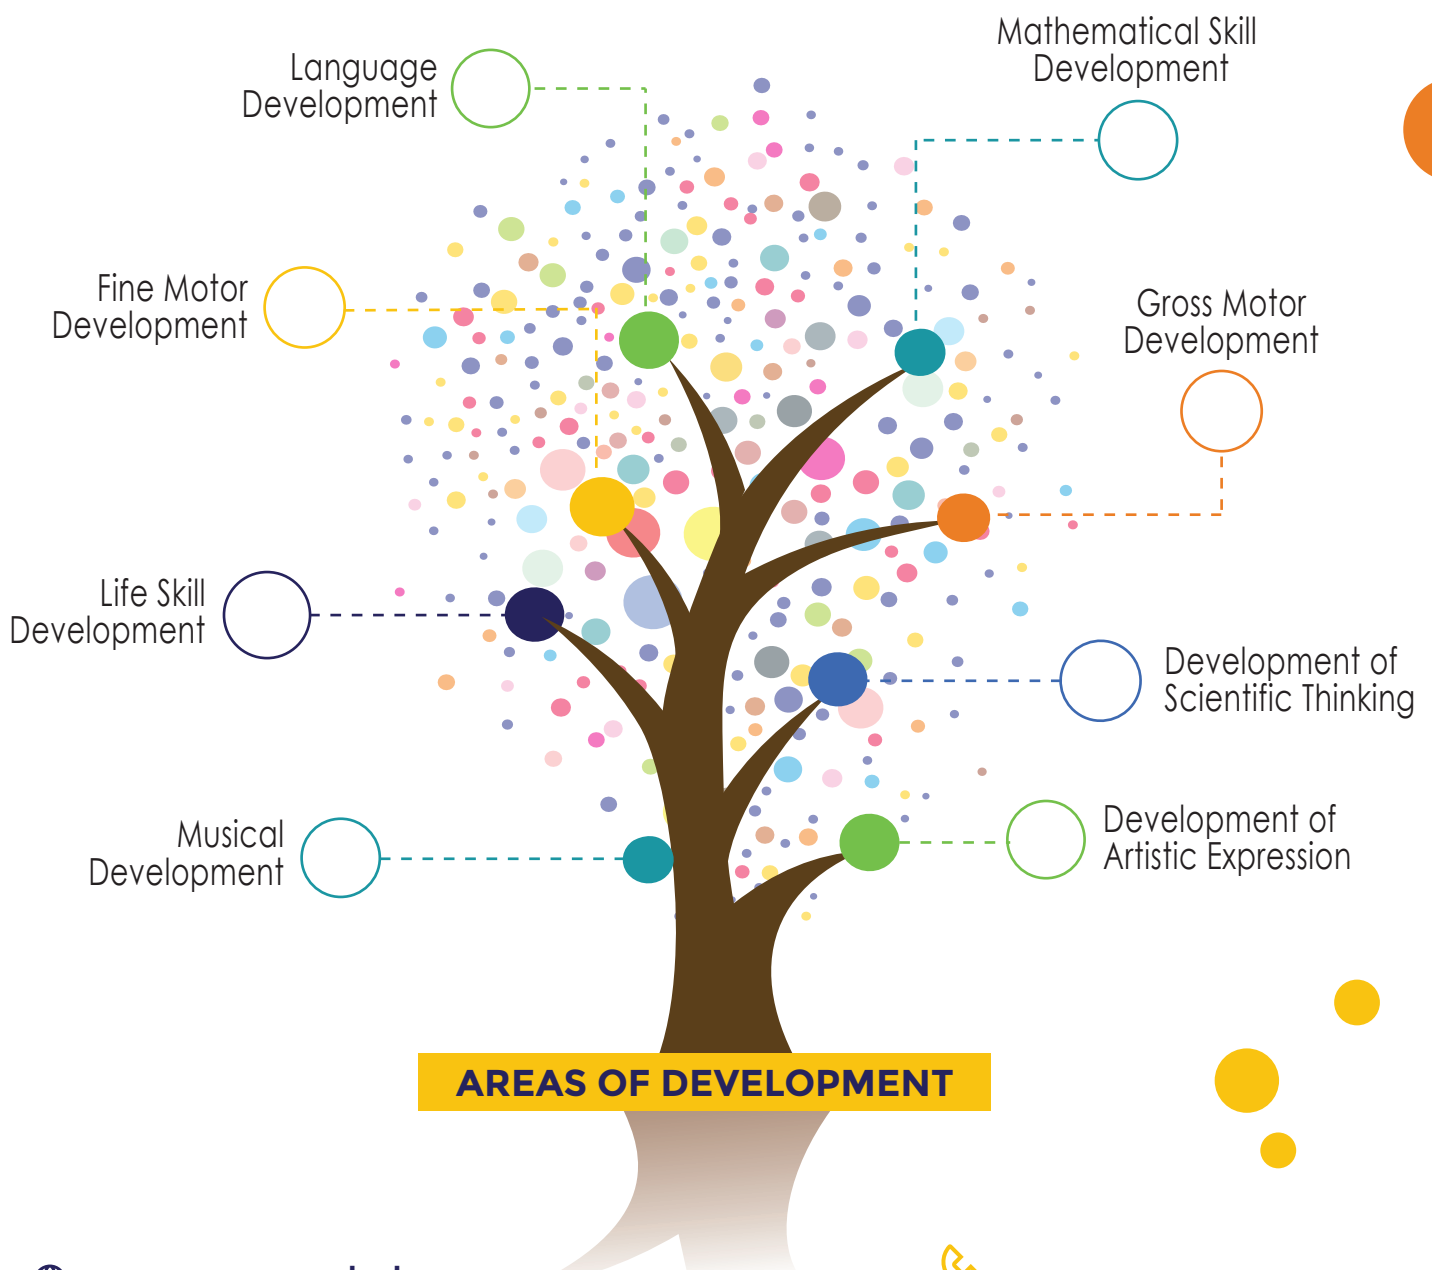 Mathematical Skill
Development
Language
Development
Fine Motor
Development
Gross Motor
Development
Life Skill
Development
Development of
Scientific Thinking
Musical
Development
Development of
Artistic Expression
AREAS OF DEVELOPMENT